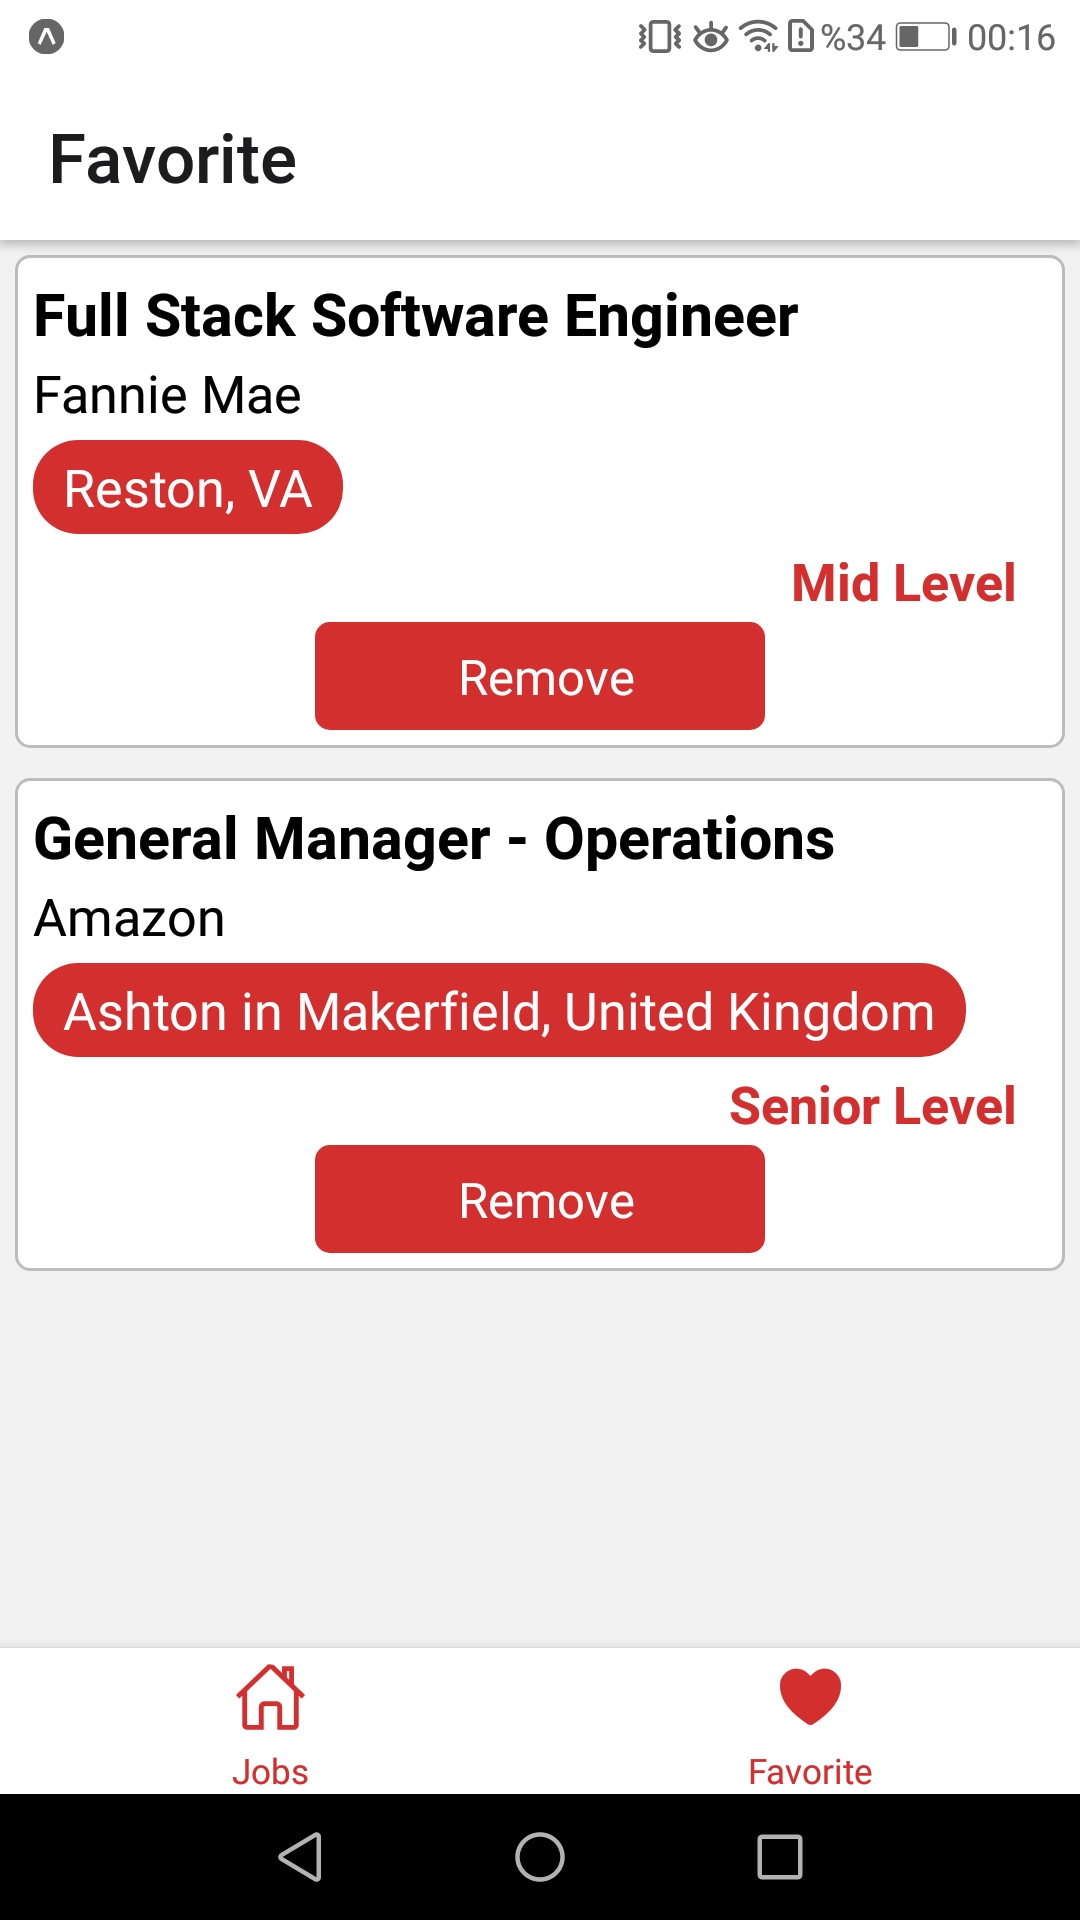 %34 00:16
Favorite
Full Stack Software Engineer
Fannie Mae
Reston, VA
Mid Level
Remove
General Manager - Operations
Amazon
Ashton in Makerfield, United Kingdom
Senior Level
Remove
Jobs Favorite